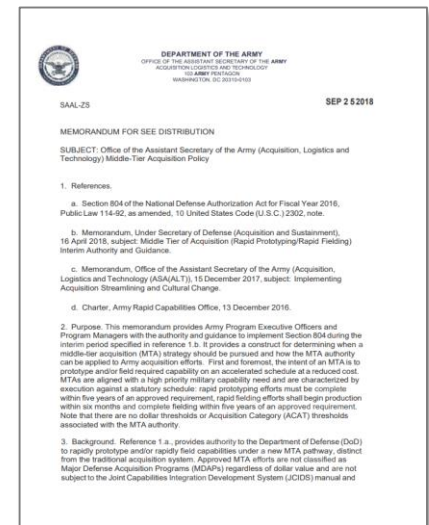 DEPARTMENT OF THE ARMY
OFFICE OF THE ASSISTANT SECRETARY OF THE ARMY
ACQUISITION LOGISTICS AND TECHNOLOGY
103 ARMY PENTAGON
WASHINGTON, DC 20310-0103
SAAL-ZS
SEP 2 5 2018
MEMORANDUM FOR SEE DISTRIBUTION
SUBJECT: Office of the Assistant Secretary of the Army (Acquisition, Logistics and
Technology) Middle-Tier Acquisition Policy
1. References.
a. Section 804 of the National Defense Authorization Act for Fiscal Year 2016,
Public Law 114-92, as amended, 10 United States Code (U.S.C.) 2302, note.
b. Memorandum, Under Secretary of Defense (Acquisition and Sustainment),
16 April 2018, subject: Middle Tier of Acquisition (Rapid Prototyping/Rapid Fielding)
Interim Authority and Guidance.
c. Memorandum, Office of the Assistant Secretary of the Army (Acquisition,
Logistics and Technology (ASA(ALT)), 15 December 2017, subject: Implementing
Acquisition Streamlining and Cultural Change.
d. Charter, Army Rapid Capabilities Office, 13 December 2016.
2. Purpose. This memorandum provides Army Program Executive Officers and
Program Managers with the authority and guidance to implement Section 804 during the
interim period specified in reference 1.b. It provides a construct for determining when a
middle-tier acquisition (MTA) strategy should be pursued and how the MTA authority
can be applied to Army acquisition efforts. First and foremost, the intent of an MTA is to
prototype and/or field required capability on an accelerated schedule at a reduced cost.
MTAs are aligned with a high priority military capability need and are characterized by
execution against a statutory schedule: rapid prototyping efforts must be complete
within five years of an approved requirement, rapid fielding efforts shall begin production
within six months and complete fielding within five years of an approved requirement.
Note that there are no dollar thresholds or Acquisition Category (ACAT) thresholds
associated with the MTA authority.
3. Background. Reference 1.a., provides authority to the Department of Defense (DoD)
to rapidly prototype and/or rapidly field capabilities under a new MTA pathway, distinct
from the traditional acquisition system. Approved MTA efforts are not classified as
Major Defense Acquisition Programs (MDAPs) regardless of dollar value and are not
subject to the Joint Capabilities Integration Development System (JCIDS) manual and